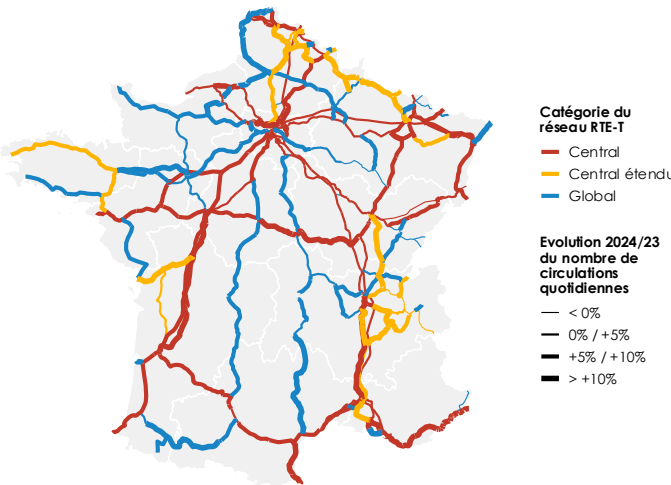 Catégorie du
réseau RTE-T
Central
Central étendu
Global
Evolution 2024/23
du nombre de
circulations
quotidiennes
< 0%
0% / +5%
+5% / +10%
> +10%